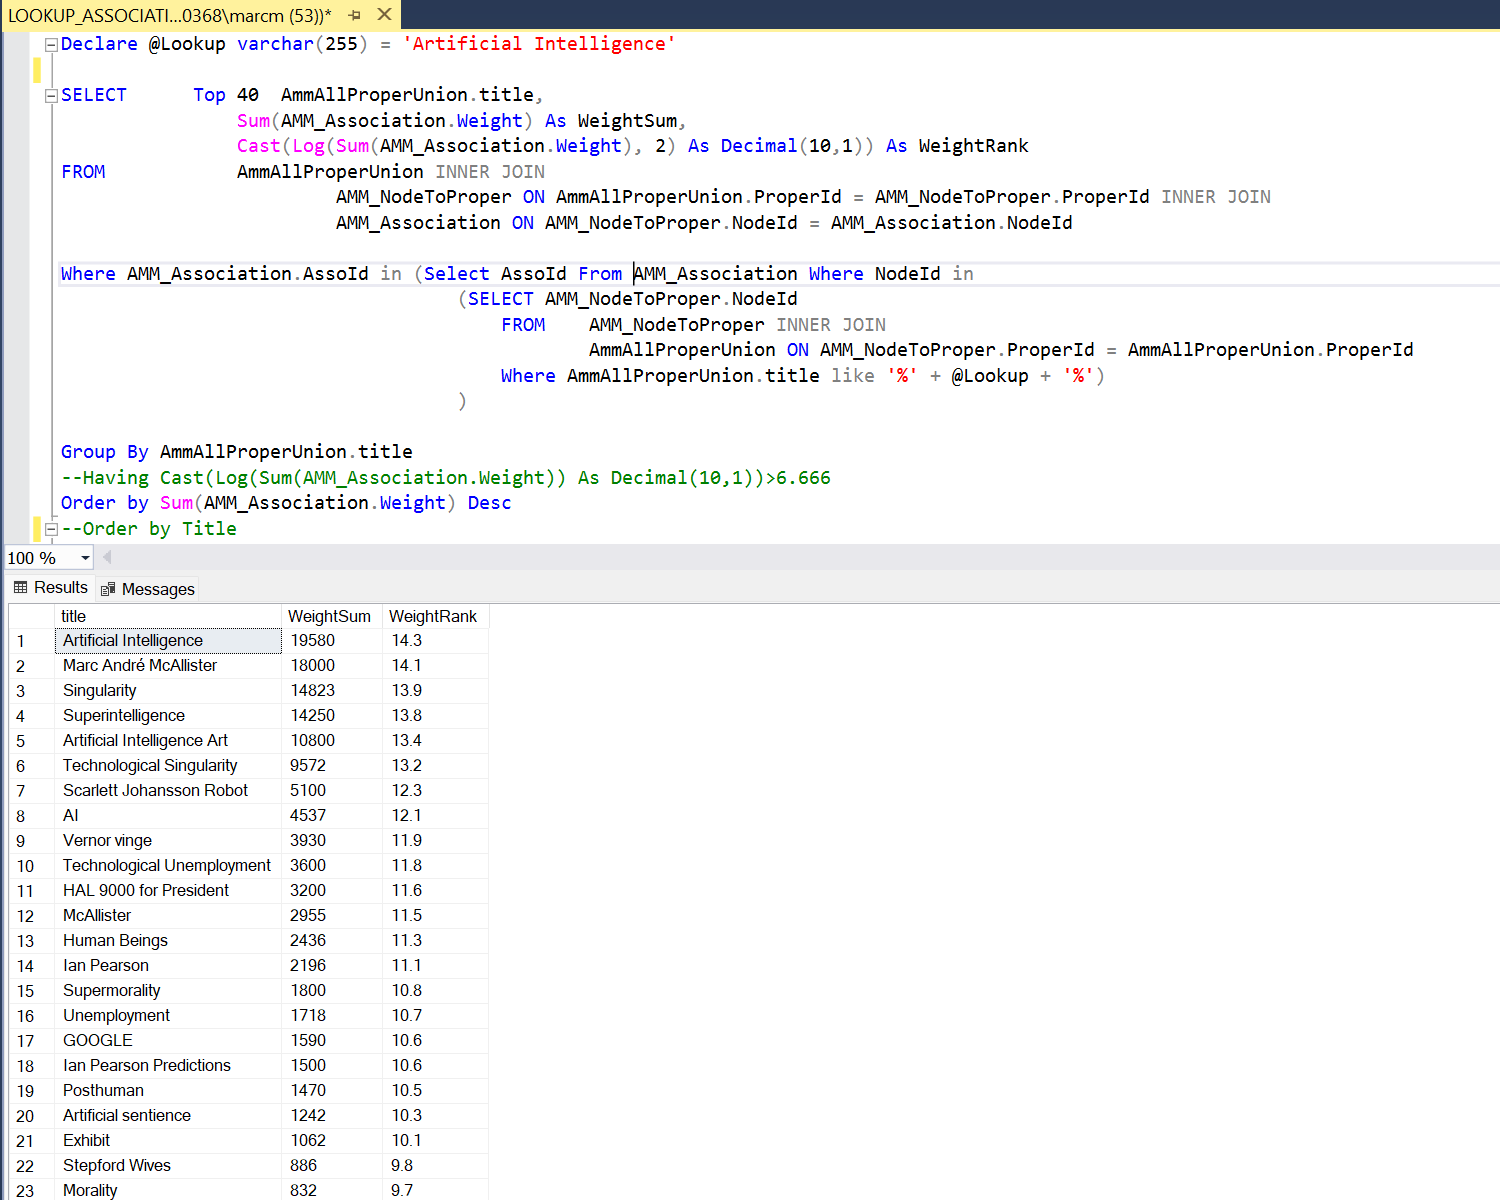 LOOKUP_ASSOCIATI...0368\marcm (53))*
Declare @Lookup varchar(255) = 'Artificial Intelligence'
SELECT Top 40 AmmAllProperUnion.title,
Sum(AMM_Association.Weight) As WeightSum,
Cast(Log(Sum(AMM_Association.Weight), 2) As Decimal(10,1)) As WeightRank
FROM AmmAllProperUnion INNER JOIN
AMM_NodeToProper ON AmmAllProperUnion.ProperId = AMM_NodeToProper.ProperId INNER JOIN
AMM_Association ON AMM_NodeToProper.NodeId = AMM_Association.NodeId
Where AMM_Association.AssoId in (Select AssoId From AMM_Association Where NodeId in
(SELECT AMM_NodeToProper.NodeId
FROM AMM_NodeToProper INNER JOIN
AmmAllProperUnion ON AMM_NodeToProper.ProperId = AmmAllProperUnion.ProperId
Where AmmAllProperUnion.title like '%' + @Lookup + '%')
)
Group By AmmAllProperUnion.title
--Having Cast(Log(Sum(AMM_Association.Weight)) As Decimal(10,1))>6.666
Order by Sum(AMM_Association.Weight) Desc
--Order by Title
100 %
Results Messages
title WeightSum WeightRank
1 Artificial Intelligence 19580 14.3
2 Marc André McAllister 18000 14.1
3 Singularity 14823 13.9
4 Superintelligence 14250 13.8
5 Artificial Intelligence Art 10800 13.4
6 Technological Singularity 9572 13.2
7 Scarlett Johansson Robot 5100 12.3
8 AI 4537 12.1
9 Vernor vinge 3930 11.9
10 Technological Unemployment 3600 11.8
11 HAL 9000 for President 3200 11.6
12 McAllister 2955 11.5
13 Human Beings 2436 11.3
14 Ian Pearson 2196 11.1
15 Supermorality 1800 10.8
16 Unemployment 1718 10.7
17 GOOGLE 1590 10.6
18 Ian Pearson Predictions 1500 10.6
19 Posthuman 1470 10.5
20 Artificial sentience 1242 10.3
21 Exhibit 1062 10.1
22 Stepford Wives 886 9.8
23 Morality 832 9.7